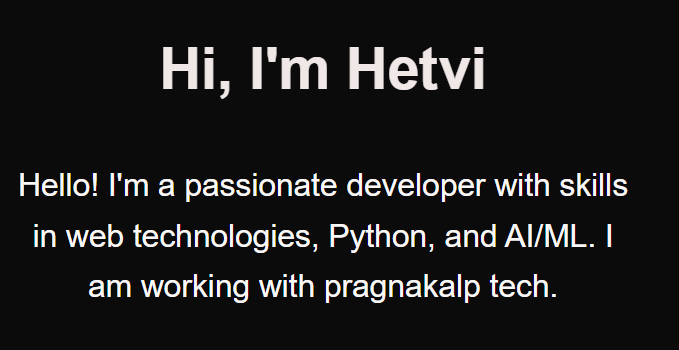 Hi, I'm Hetvi
Hello! I'm a passionate developer with skills
in web technologies, Python, and AI/ML. I
am working with pragnakalp tech.